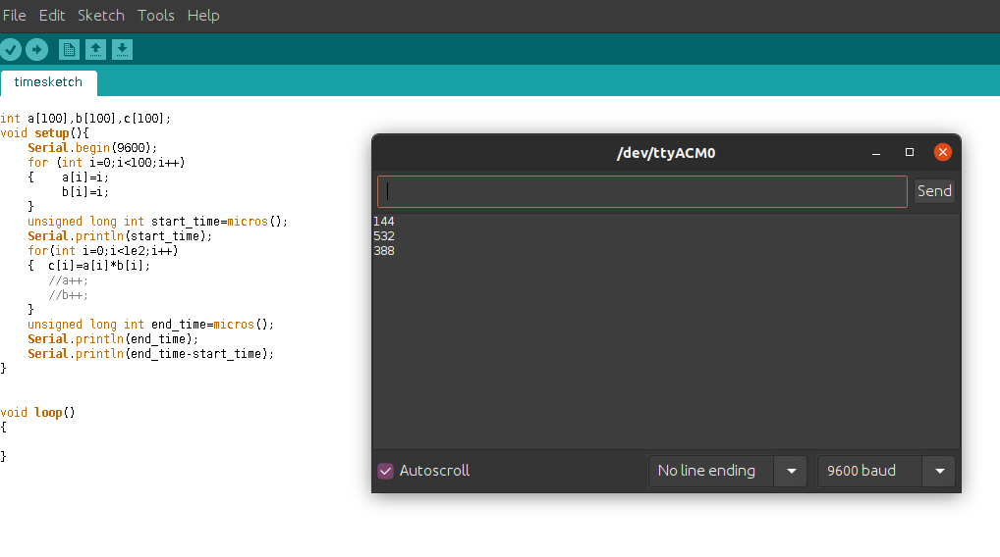 File Edit Sketch Tools Help
timesketch
int a[100],b[100],c[100];
void setup(){
    Serial.begin(9600);
    for (int i=0;i<100;i++)
    {    a[i]=i;
         b[i]=i;
    }
    unsigned long int start_time=micros();
    Serial.println(start_time);
    for(int i=0;i<1e2;i++)
    {  c[i]=a[i]*b[i];
       //a++;
       //b++;
    }
    unsigned long int end_time=micros();
    Serial.println(end_time);
    Serial.println(end_time-start_time);
}
void loop()
{
}
/dev/ttyACM0
Send
144
532
388
Autoscroll
No line ending
9600 baud